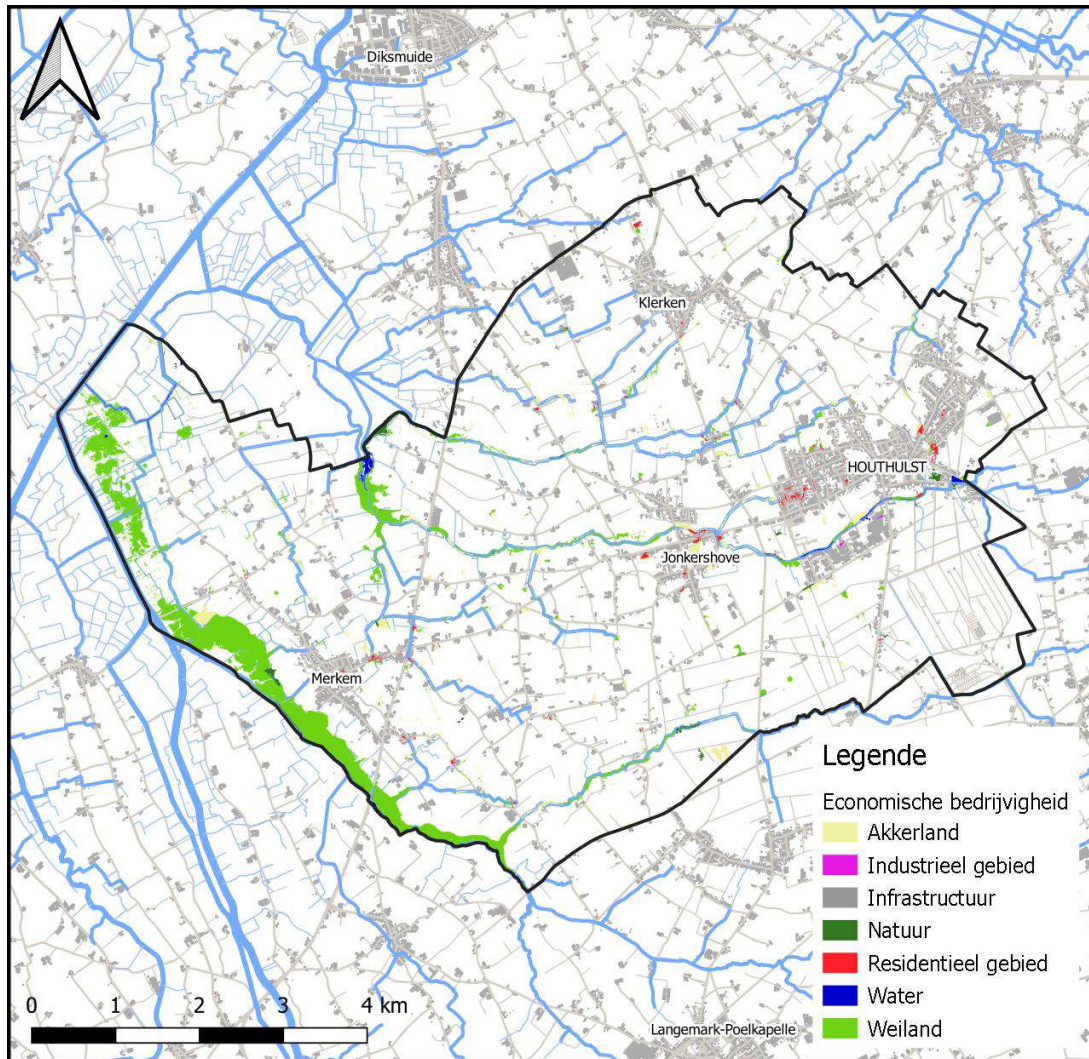 Diksmuide
Klerken
HOUTHULST
Jonkershove
Merkem
Langemark-Poelkapelle
Legende
Economische bedrijvigheid
Akkerland
Industrieel gebied
Infrastructuur
Natuur
Residentieel gebied
Water
Weiland
0 1 2 3 4 km